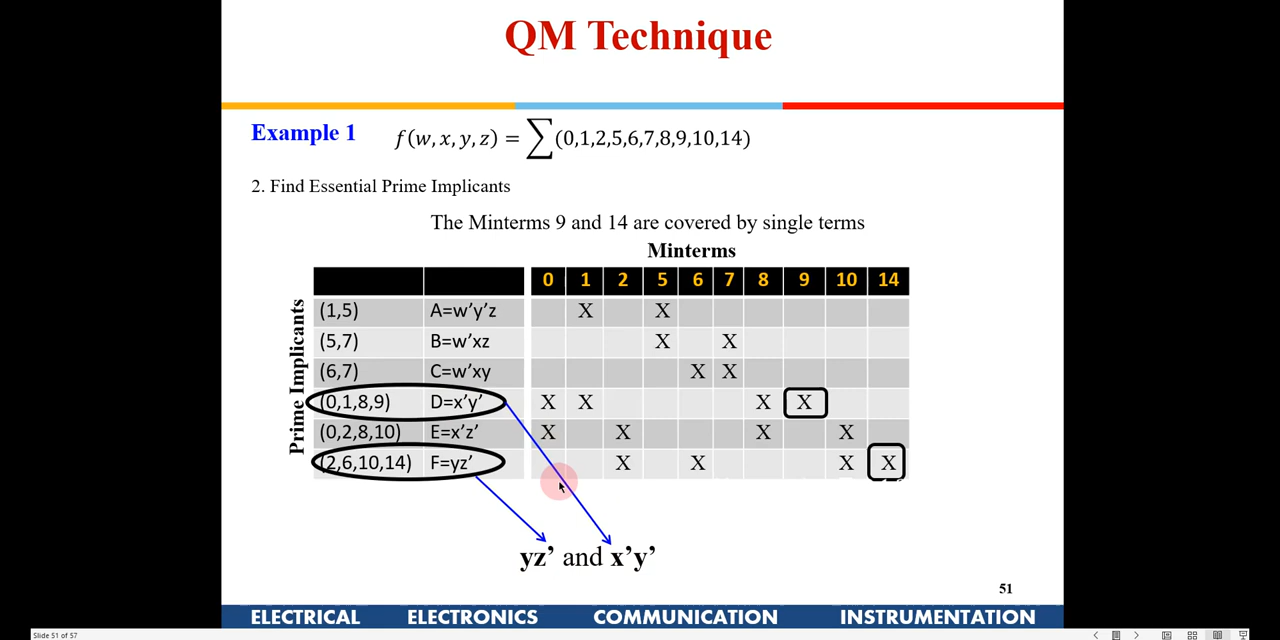 QM Technique
Example 1 f(w, x, y, z) = ∑(0,1,2,5,6,7,8,9,10,14)
2. Find Essential Prime Implicants
The Minterms 9 and 14 are covered by single terms
Minterms
0 1 2 5 6 7 8 9 10 14
Prime Implicants
(1,5) A=w'y'z X X
(5,7) B=w'xz X X
(6,7) C=w'xy X X
(0,1,8,9) D=x'y' X X X X
(0,2,8,10) E=x'z' X X X X
(2,6,10,14) F=yz' X X X X
yz' and x'y'
51
ELECTRICAL ELECTRONICS COMMUNICATION INSTRUMENTATION
Slide 51 of 57